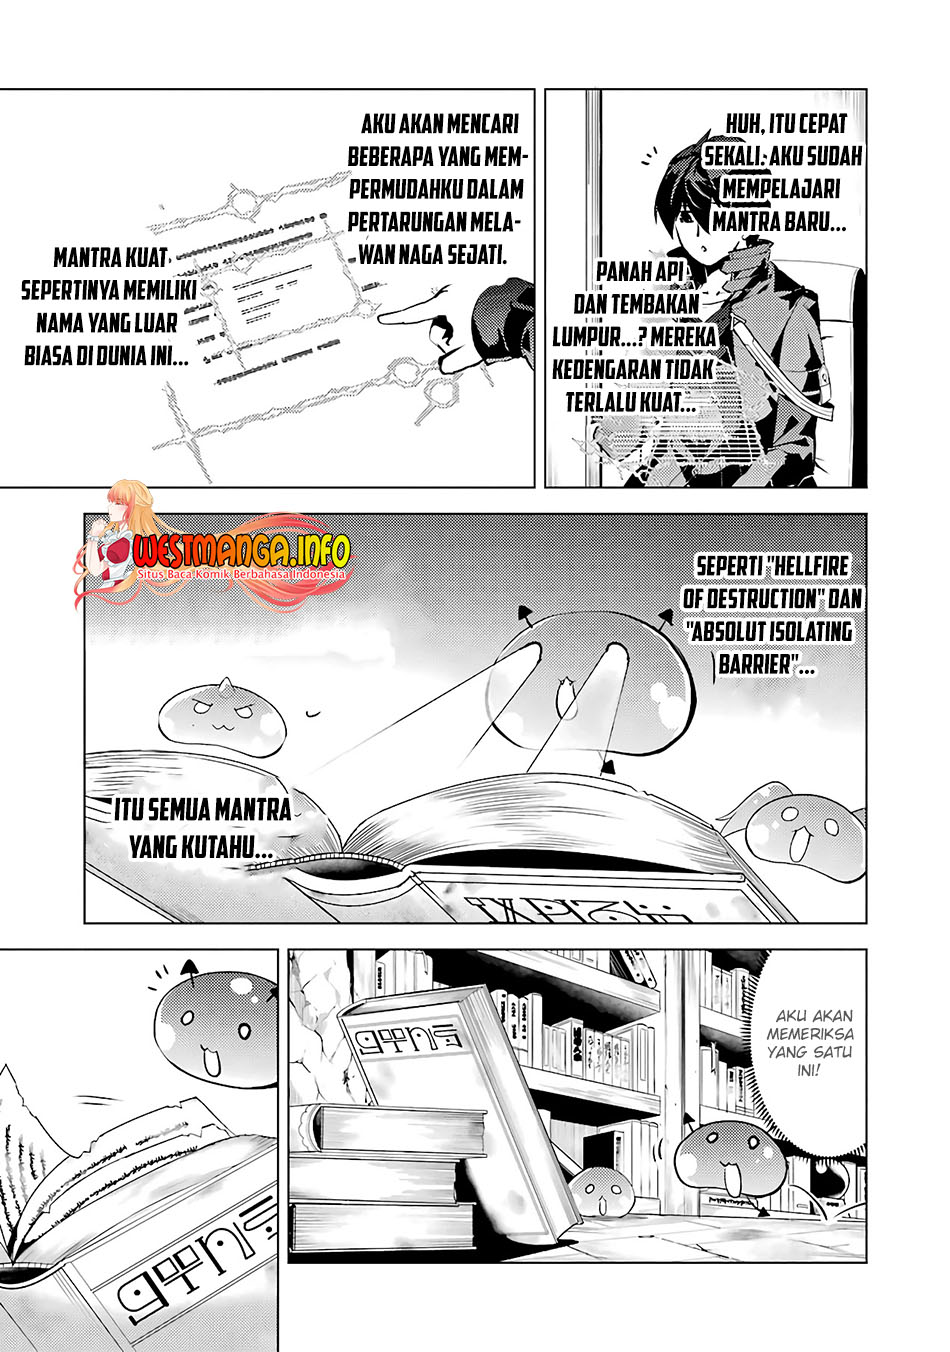 HUH, ITU CEPAT
SEKALI. AKU SUDAH
MEMPELAJARI
MANTRA BARU...
PANAH API
DAN TEMBAKAN
LUMPUR...? MEREKA
KEDENGARAN TIDAK
TERLALU KUAT...
AKU AKAN MENCARI
BEBERAPA YANG MEM-
PERMUDAHKU DALAM
PERTARUNGAN MELA-
WAN NAGA SEJATI.
MANTRA KUAT
SEPERTINYA MEMILIKI
NAMA YANG LUAR
BIASA DI DUNIA INI...
WESTMANGA.INFO
Situs Baca Komik Berbahasa Indonesia
SEPERTI "HELLFIRE
OF DESTRUCTION" DAN
"ABSOLUT ISOLATING
BARRIER"...
ITU SEMUA MANTRA
YANG KUTAHU...
AKU AKAN
MEMERIKSA
YANG SATU
INI!